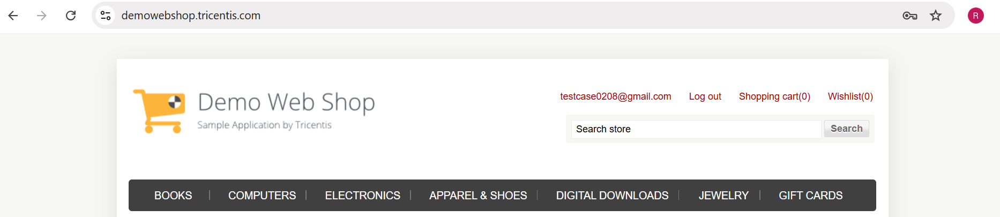 demowebshop.tricentis.com
R
Demo Web Shop
Sample Application by Tricentis
testcase0208@gmail.com Log out Shopping cart(0) Wishlist(0)
Search store Search
BOOKS COMPUTERS ELECTRONICS APPAREL & SHOES DIGITAL DOWNLOADS JEWELRY GIFT CARDS